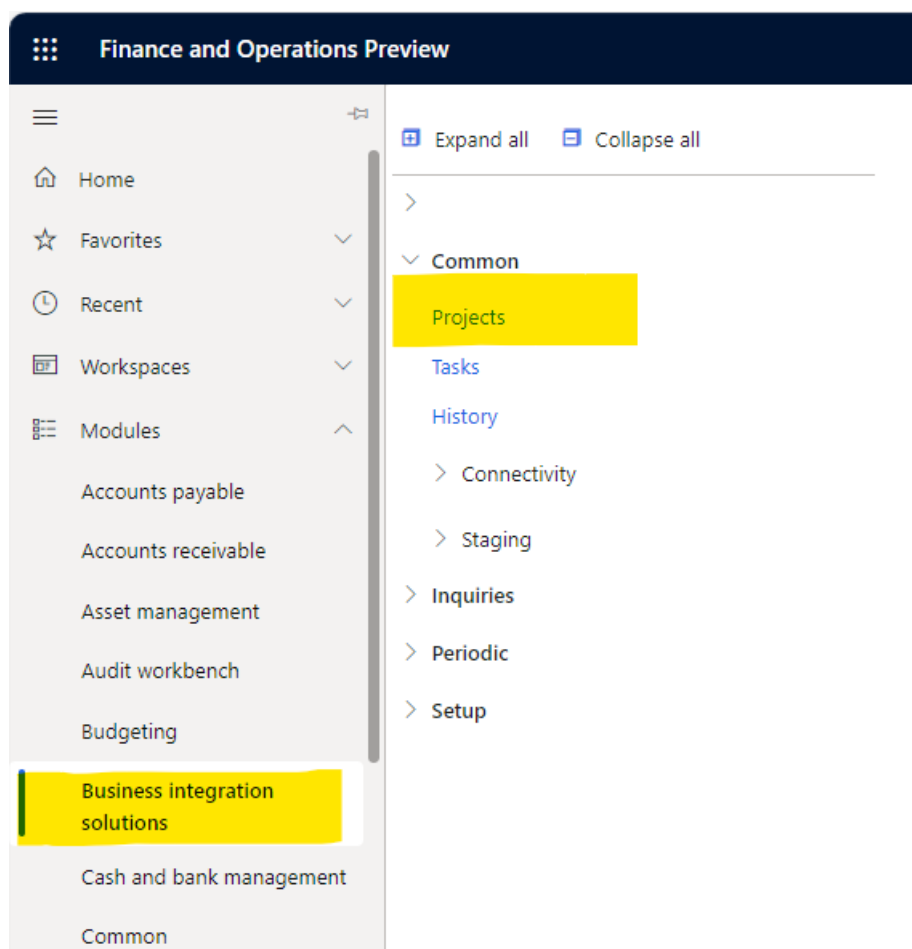 Finance and Operations Preview
Expand all
Collapse all
Home
Favorites
Recent
Workspaces
Modules
Accounts payable
Accounts receivable
Asset management
Audit workbench
Budgeting
Business integration
solutions
Cash and bank management
Common
Common
Projects
Tasks
History
Connectivity
Staging
Inquiries
Periodic
Setup